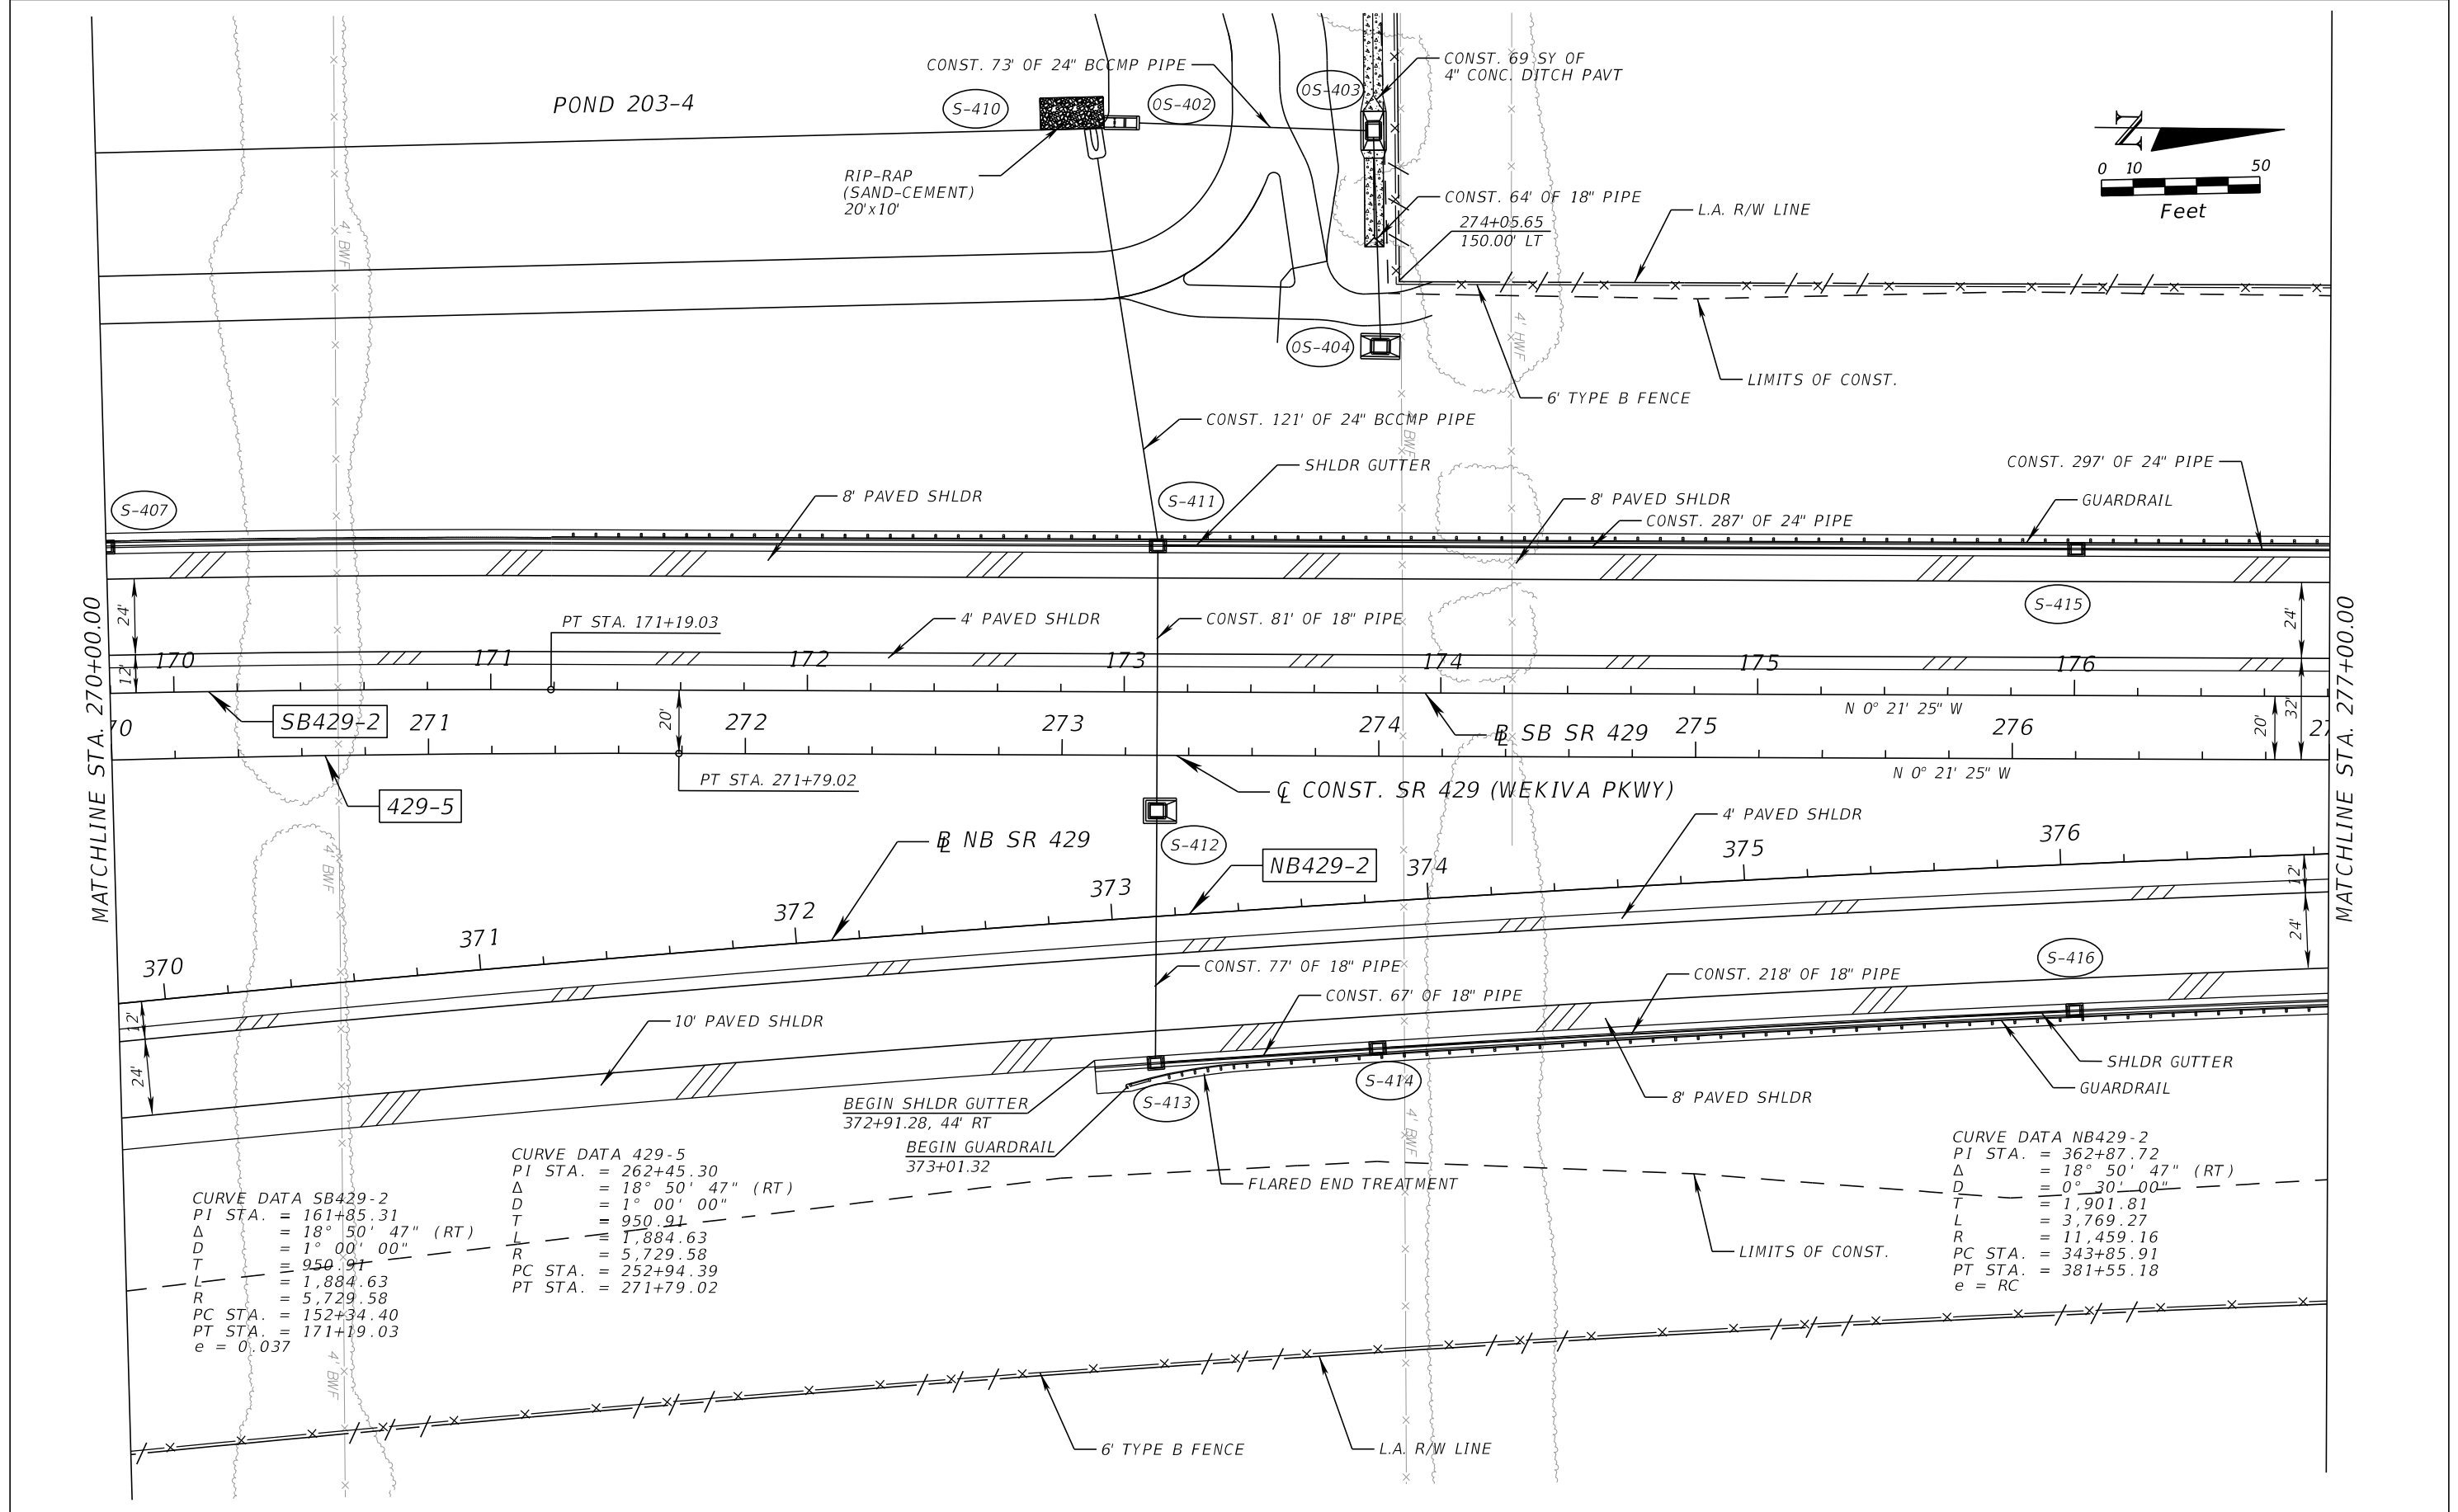 CONST. 73' OF 24" BCCMP PIPE
POND 203-4
S-410
OS-402
OS-403
CONST. 69 SY OF
4" CONC. DITCH PAVT
N
0 10 50
Feet
RIP-RAP
(SAND-CEMENT)
20'x10'
CONST. 64' OF 18" PIPE
274+05.65
150.00' LT
L.A. R/W LINE
4' BWF
4' HWF
OS-404
LIMITS OF CONST.
6' TYPE B FENCE
CONST. 121' OF 24" BCCMP PIPE
4' BWF
SHLDR GUTTER
CONST. 297' OF 24" PIPE
S-407
8' PAVED SHLDR
S-411
8' PAVED SHLDR
GUARDRAIL
CONST. 287' OF 24" PIPE
24'
12'
PT STA. 171+19.03
4' PAVED SHLDR
CONST. 81' OF 18" PIPE
S-415
24'
170 171 172 173 174 175 176
MATCHLINE STA. 270+00.00
MATCHLINE STA. 277+00.00
SB429-2
20'
N 0° 21' 25" W
32'
20'
70 271 272 273 274 275 276 27
℄ SB SR 429
429-5
PT STA. 271+79.02
℄ CONST. SR 429 (WEKIVA PKWY)
N 0° 21' 25" W
4' PAVED SHLDR
℄ NB SR 429
S-412
NB429-2
4' BWF
370 371 372 373 374 375 376
12'
24'
CONST. 77' OF 18" PIPE
CONST. 67' OF 18" PIPE
CONST. 218' OF 18" PIPE
S-416
12'
24'
10' PAVED SHLDR
SHLDR GUTTER
GUARDRAIL
S-414
S-413
8' PAVED SHLDR
BEGIN SHLDR GUTTER
372+91.28, 44' RT
BEGIN GUARDRAIL
373+01.32
4' BWF
FLARED END TREATMENT
LIMITS OF CONST.
CURVE DATA SB429-2
PI STA. = 161+85.31
Δ = 18° 50' 47" (RT)
D = 1° 00' 00"
T = 950.91
L = 1,884.63
R = 5,729.58
PC STA. = 152+34.40
PT STA. = 171+19.03
e = 0.037
CURVE DATA 429-5
PI STA. = 262+45.30
Δ = 18° 50' 47" (RT)
D = 1° 00' 00"
T = 950.91
L = 1,884.63
R = 5,729.58
PC STA. = 252+94.39
PT STA. = 271+79.02
CURVE DATA NB429-2
PI STA. = 362+87.72
Δ = 18° 50' 47" (RT)
D = 0° 30' 00"
T = 1,901.81
L = 3,769.27
R = 11,459.16
PC STA. = 343+85.91
PT STA. = 381+55.18
e = RC
4' BWF
6' TYPE B FENCE
L.A. R/W LINE